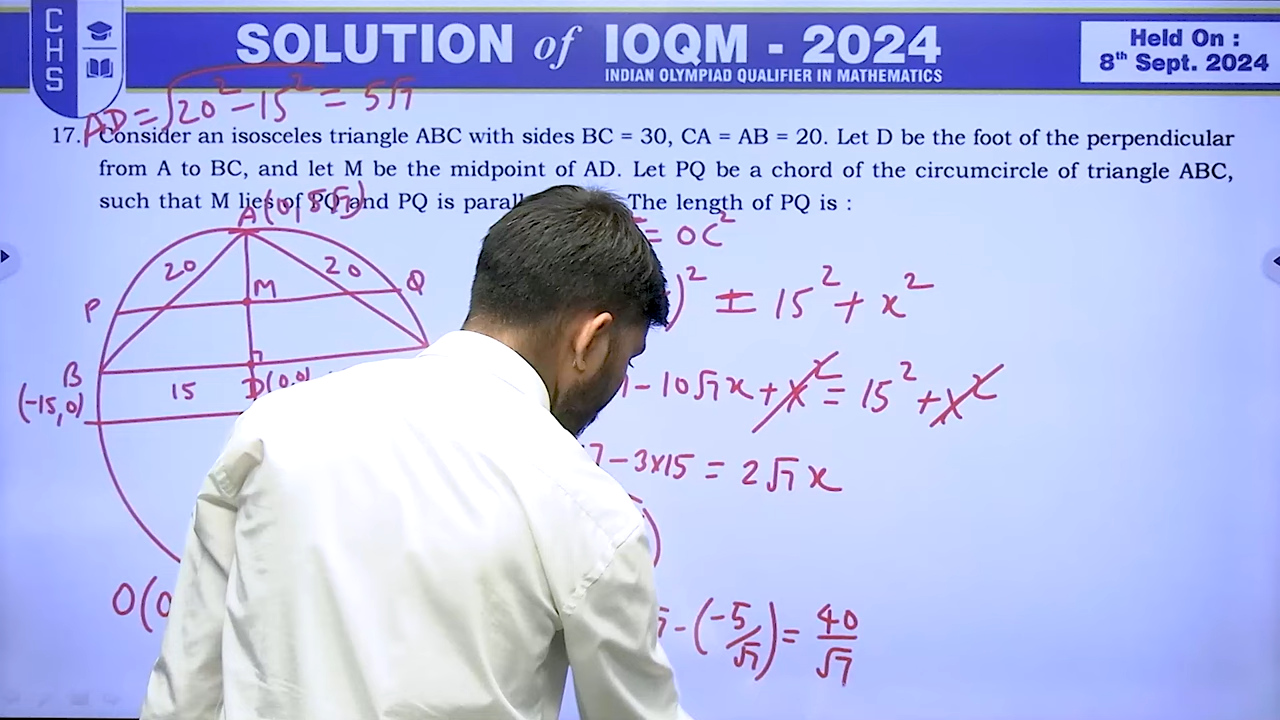 CHS
SOLUTION of IOQM - 2024
INDIAN OLYMPIAD QUALIFIER IN MATHEMATICS
Held On :
8th Sept. 2024
AD = √20² - 15² = 5√7
17. Consider an isosceles triangle ABC with sides BC = 30, CA = AB = 20. Let D be the foot of the perpendicular
from A to BC, and let M be the midpoint of AD. Let PQ be a chord of the circumcircle of triangle ABC,
such that M lies of PQ and PQ is parall The length of PQ is :
A(0, 5√7)
20
20
P
M
Q
B
(-15,0)
15
D(0,0)
O(0
= OC²
)² ± 15² + x²
- 10√7x + x² = 15² + x²
7 - 3×15 = 2√7 x
)
- (-5/√7) = 40/√7